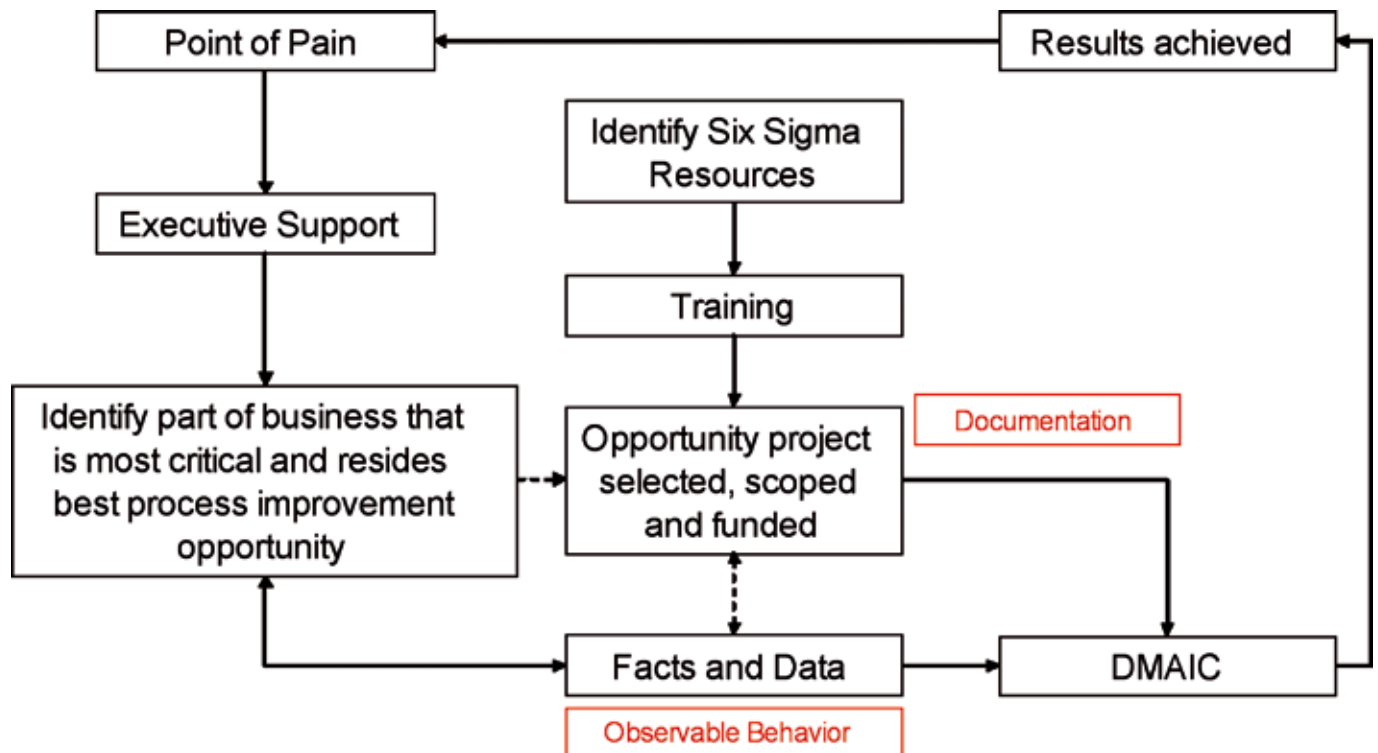 Point of Pain
Results achieved
Identify Six Sigma
Resources
Executive Support
Training
Identify part of business that
is most critical and resides
best process improvement
opportunity
Opportunity project
selected, scoped
and funded
Documentation
Facts and Data
DMAIC
Observable Behavior